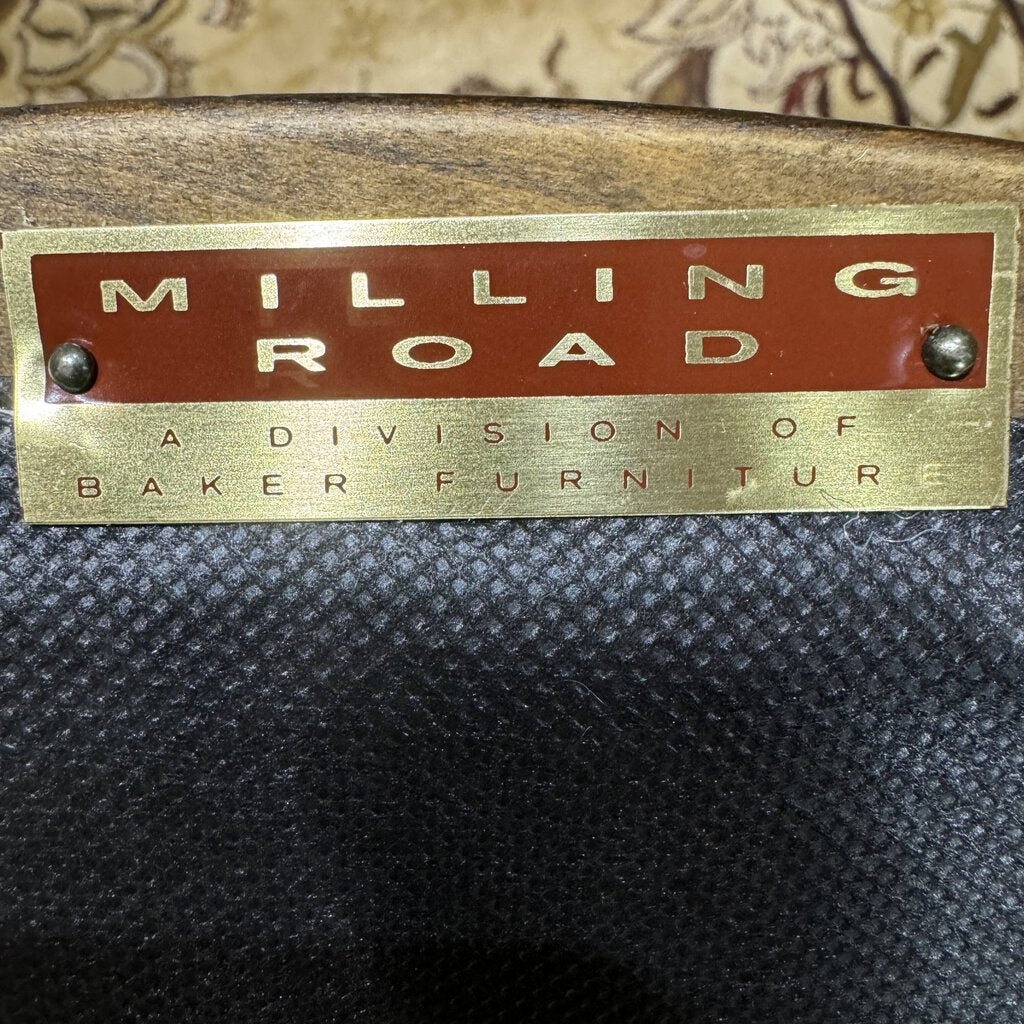 MILLING
ROAD
A DIVISION OF
BAKER FURNITURE